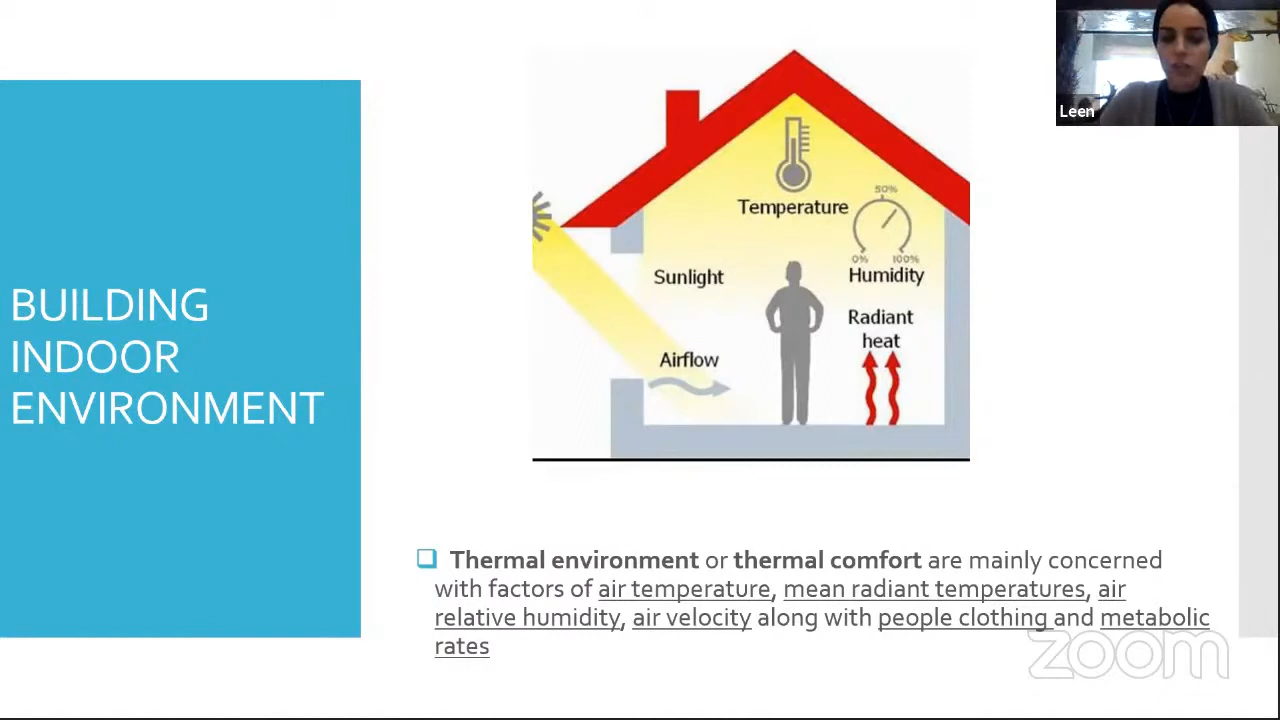 Leen
BUILDING
INDOOR
ENVIRONMENT
Temperature
50%
0% 100%
Humidity
Sunlight
Radiant
heat
Airflow
❑ Thermal environment or thermal comfort are mainly concerned
with factors of air temperature, mean radiant temperatures, air
relative humidity, air velocity along with people clothing and metabolic
rates
zoom